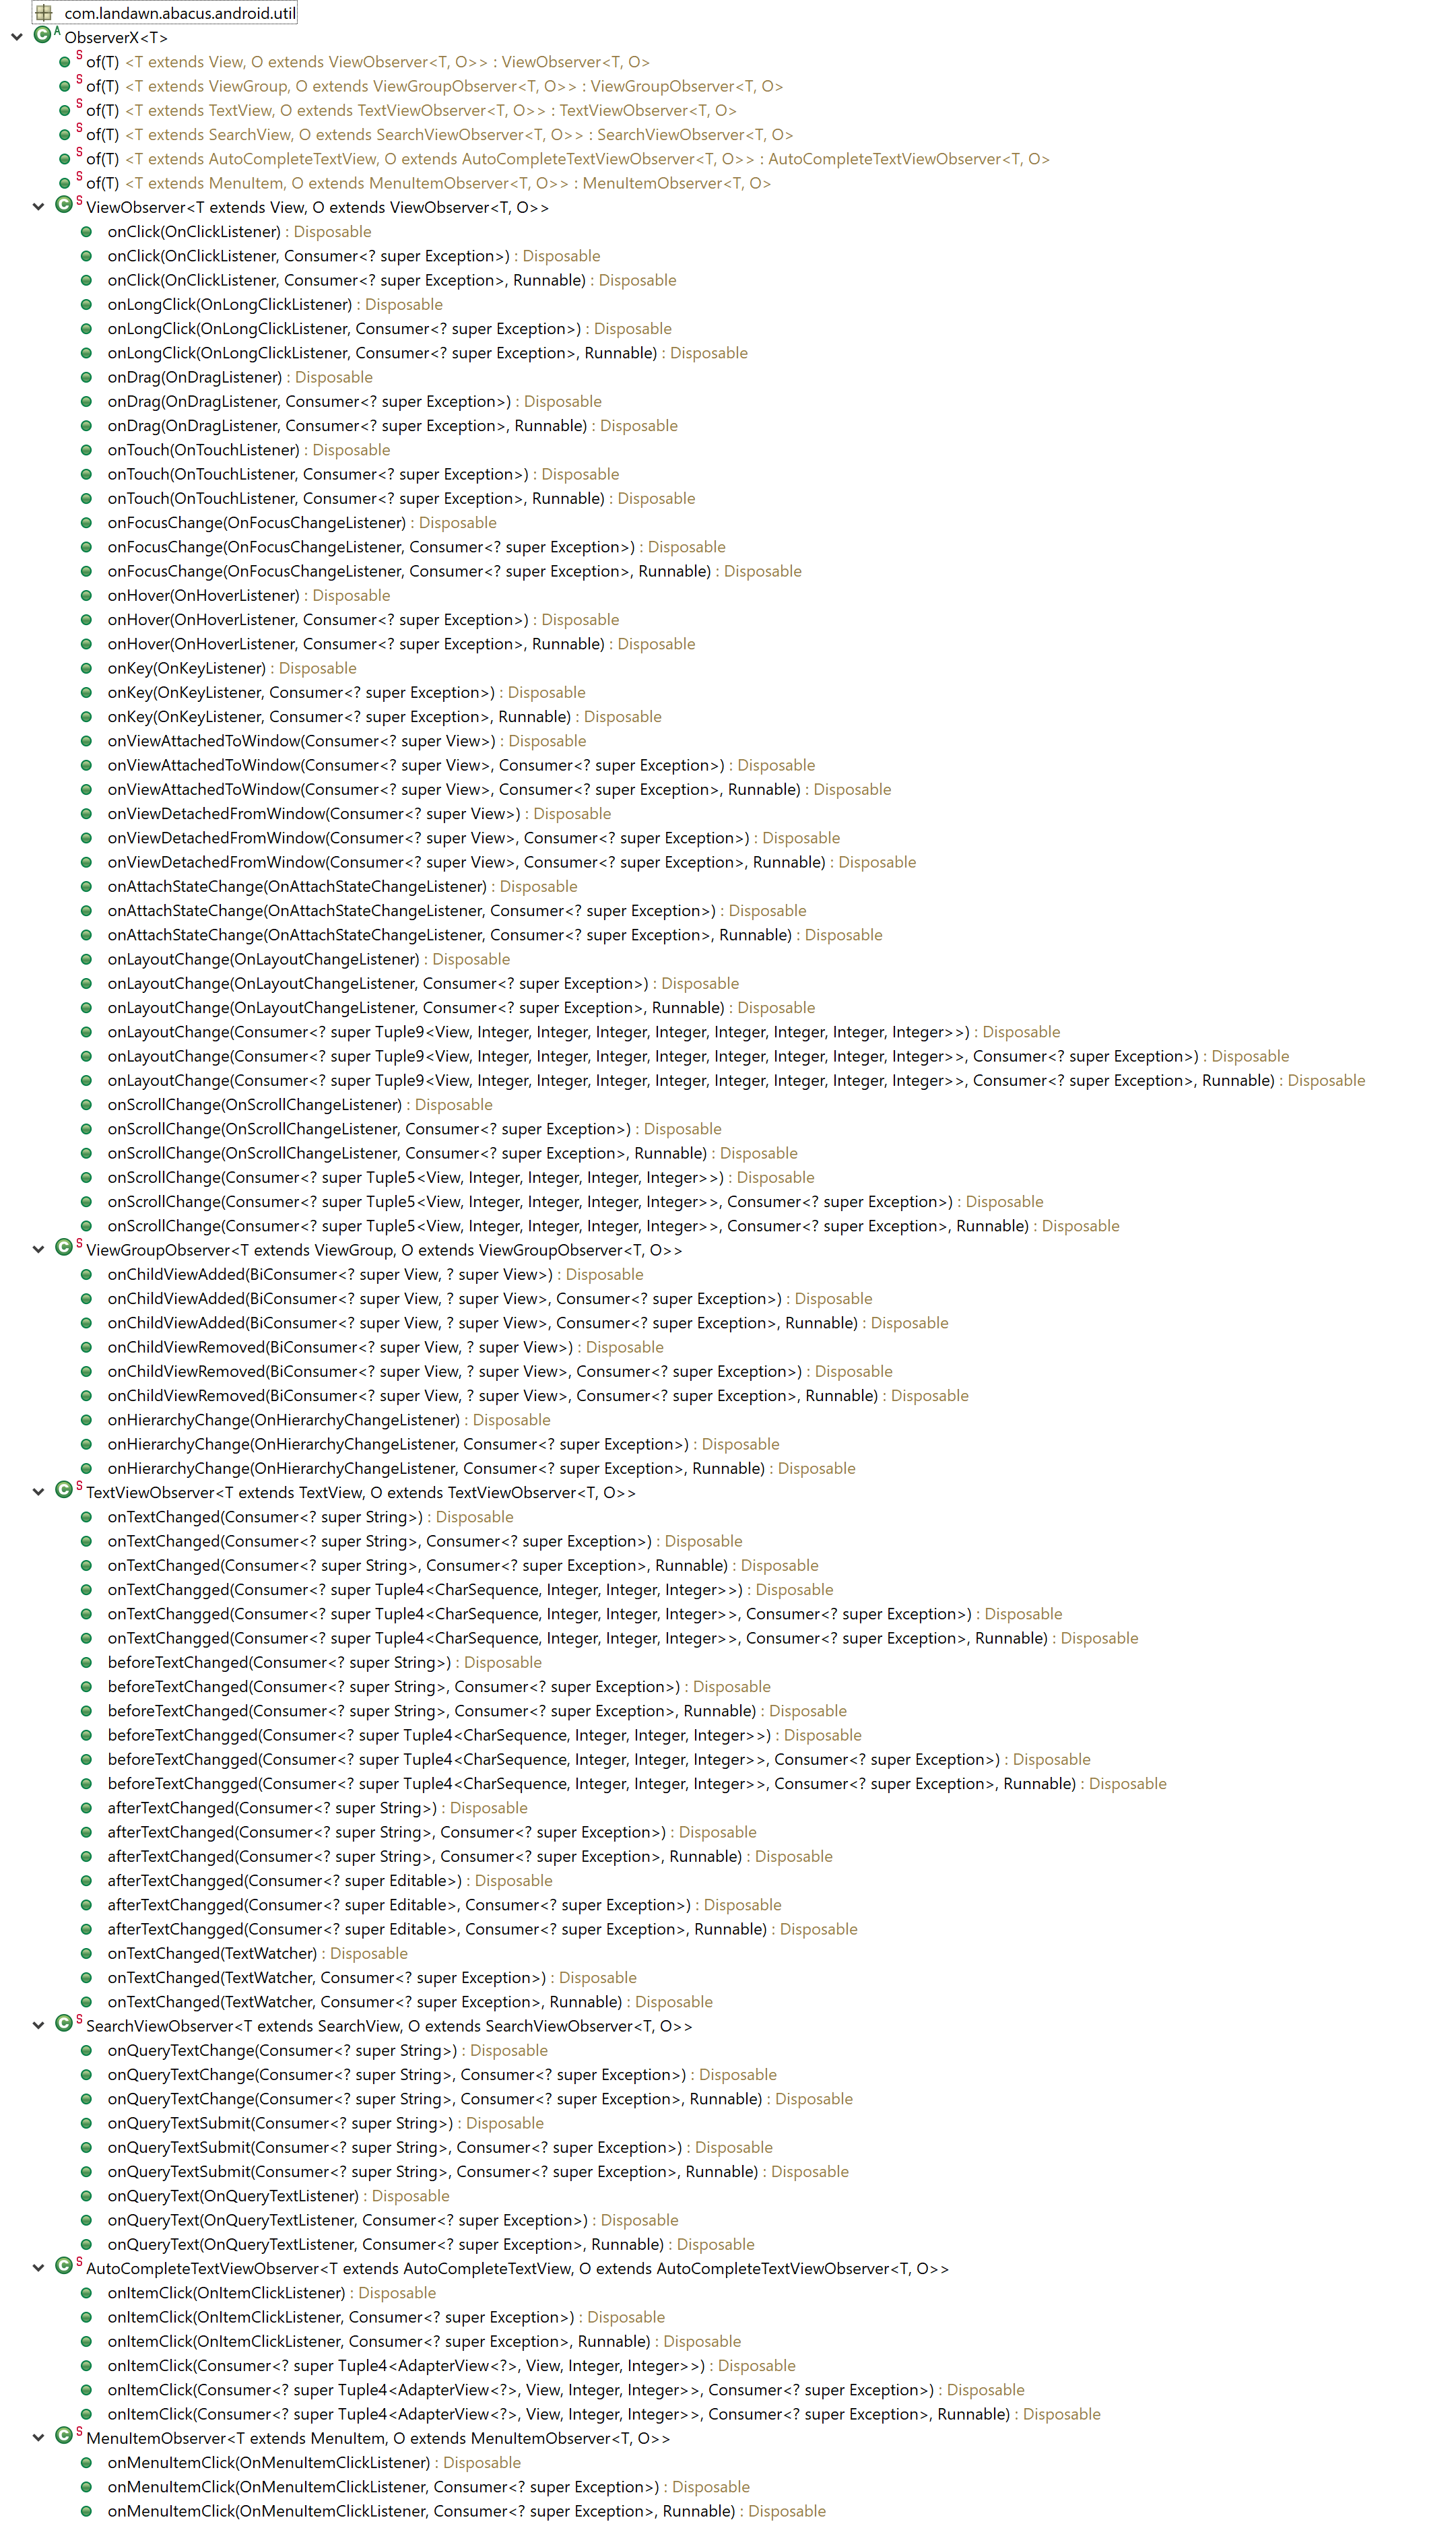 com.landawn.abacus.android.util
ObserverX<T>
of(T) <T extends View, O extends ViewObserver<T, O>> : ViewObserver<T, O>
of(T) <T extends ViewGroup, O extends ViewGroupObserver<T, O>> : ViewGroupObserver<T, O>
of(T) <T extends TextView, O extends TextViewObserver<T, O>> : TextViewObserver<T, O>
of(T) <T extends SearchView, O extends SearchViewObserver<T, O>> : SearchViewObserver<T, O>
of(T) <T extends AutoCompleteTextView, O extends AutoCompleteTextViewObserver<T, O>> : AutoCompleteTextViewObserver<T, O>
of(T) <T extends MenuItem, O extends MenuItemObserver<T, O>> : MenuItemObserver<T, O>
ViewObserver<T extends View, O extends ViewObserver<T, O>>
onClick(OnClickListener) : Disposable
onClick(OnClickListener, Consumer<? super Exception>) : Disposable
onClick(OnClickListener, Consumer<? super Exception>, Runnable) : Disposable
onLongClick(OnLongClickListener) : Disposable
onLongClick(OnLongClickListener, Consumer<? super Exception>) : Disposable
onLongClick(OnLongClickListener, Consumer<? super Exception>, Runnable) : Disposable
onDrag(OnDragListener) : Disposable
onDrag(OnDragListener, Consumer<? super Exception>) : Disposable
onDrag(OnDragListener, Consumer<? super Exception>, Runnable) : Disposable
onTouch(OnTouchListener) : Disposable
onTouch(OnTouchListener, Consumer<? super Exception>) : Disposable
onTouch(OnTouchListener, Consumer<? super Exception>, Runnable) : Disposable
onFocusChange(OnFocusChangeListener) : Disposable
onFocusChange(OnFocusChangeListener, Consumer<? super Exception>) : Disposable
onFocusChange(OnFocusChangeListener, Consumer<? super Exception>, Runnable) : Disposable
onHover(OnHoverListener) : Disposable
onHover(OnHoverListener, Consumer<? super Exception>) : Disposable
onHover(OnHoverListener, Consumer<? super Exception>, Runnable) : Disposable
onKey(OnKeyListener) : Disposable
onKey(OnKeyListener, Consumer<? super Exception>) : Disposable
onKey(OnKeyListener, Consumer<? super Exception>, Runnable) : Disposable
onViewAttachedToWindow(Consumer<? super View>) : Disposable
onViewAttachedToWindow(Consumer<? super View>, Consumer<? super Exception>) : Disposable
onViewAttachedToWindow(Consumer<? super View>, Consumer<? super Exception>, Runnable) : Disposable
onViewDetachedFromWindow(Consumer<? super View>) : Disposable
onViewDetachedFromWindow(Consumer<? super View>, Consumer<? super Exception>) : Disposable
onViewDetachedFromWindow(Consumer<? super View>, Consumer<? super Exception>, Runnable) : Disposable
onAttachStateChange(OnAttachStateChangeListener) : Disposable
onAttachStateChange(OnAttachStateChangeListener, Consumer<? super Exception>) : Disposable
onAttachStateChange(OnAttachStateChangeListener, Consumer<? super Exception>, Runnable) : Disposable
onLayoutChange(OnLayoutChangeListener) : Disposable
onLayoutChange(OnLayoutChangeListener, Consumer<? super Exception>) : Disposable
onLayoutChange(OnLayoutChangeListener, Consumer<? super Exception>, Runnable) : Disposable
onLayoutChange(Consumer<? super Tuple9<View, Integer, Integer, Integer, Integer, Integer, Integer, Integer, Integer>>) : Disposable
onLayoutChange(Consumer<? super Tuple9<View, Integer, Integer, Integer, Integer, Integer, Integer, Integer, Integer>>, Consumer<? super Exception>) : Disposable
onLayoutChange(Consumer<? super Tuple9<View, Integer, Integer, Integer, Integer, Integer, Integer, Integer, Integer>>, Consumer<? super Exception>, Runnable) : Disposable
onScrollChange(OnScrollChangeListener) : Disposable
onScrollChange(OnScrollChangeListener, Consumer<? super Exception>) : Disposable
onScrollChange(OnScrollChangeListener, Consumer<? super Exception>, Runnable) : Disposable
onScrollChange(Consumer<? super Tuple5<View, Integer, Integer, Integer, Integer>>) : Disposable
onScrollChange(Consumer<? super Tuple5<View, Integer, Integer, Integer, Integer>>, Consumer<? super Exception>) : Disposable
onScrollChange(Consumer<? super Tuple5<View, Integer, Integer, Integer, Integer>>, Consumer<? super Exception>, Runnable) : Disposable
ViewGroupObserver<T extends ViewGroup, O extends ViewGroupObserver<T, O>>
onChildViewAdded(BiConsumer<? super View, ? super View>) : Disposable
onChildViewAdded(BiConsumer<? super View, ? super View>, Consumer<? super Exception>) : Disposable
onChildViewAdded(BiConsumer<? super View, ? super View>, Consumer<? super Exception>, Runnable) : Disposable
onChildViewRemoved(BiConsumer<? super View, ? super View>) : Disposable
onChildViewRemoved(BiConsumer<? super View, ? super View>, Consumer<? super Exception>) : Disposable
onChildViewRemoved(BiConsumer<? super View, ? super View>, Consumer<? super Exception>, Runnable) : Disposable
onHierarchyChange(OnHierarchyChangeListener) : Disposable
onHierarchyChange(OnHierarchyChangeListener, Consumer<? super Exception>) : Disposable
onHierarchyChange(OnHierarchyChangeListener, Consumer<? super Exception>, Runnable) : Disposable
TextViewObserver<T extends TextView, O extends TextViewObserver<T, O>>
onTextChanged(Consumer<? super String>) : Disposable
onTextChanged(Consumer<? super String>, Consumer<? super Exception>) : Disposable
onTextChanged(Consumer<? super String>, Consumer<? super Exception>, Runnable) : Disposable
onTextChangged(Consumer<? super Tuple4<CharSequence, Integer, Integer, Integer>>) : Disposable
onTextChangged(Consumer<? super Tuple4<CharSequence, Integer, Integer, Integer>>, Consumer<? super Exception>) : Disposable
onTextChangged(Consumer<? super Tuple4<CharSequence, Integer, Integer, Integer>>, Consumer<? super Exception>, Runnable) : Disposable
beforeTextChanged(Consumer<? super String>) : Disposable
beforeTextChanged(Consumer<? super String>, Consumer<? super Exception>) : Disposable
beforeTextChanged(Consumer<? super String>, Consumer<? super Exception>, Runnable) : Disposable
beforeTextChangged(Consumer<? super Tuple4<CharSequence, Integer, Integer, Integer>>) : Disposable
beforeTextChangged(Consumer<? super Tuple4<CharSequence, Integer, Integer, Integer>>, Consumer<? super Exception>) : Disposable
beforeTextChangged(Consumer<? super Tuple4<CharSequence, Integer, Integer, Integer>>, Consumer<? super Exception>, Runnable) : Disposable
afterTextChanged(Consumer<? super String>) : Disposable
afterTextChanged(Consumer<? super String>, Consumer<? super Exception>) : Disposable
afterTextChanged(Consumer<? super String>, Consumer<? super Exception>, Runnable) : Disposable
afterTextChangged(Consumer<? super Editable>) : Disposable
afterTextChangged(Consumer<? super Editable>, Consumer<? super Exception>) : Disposable
afterTextChangged(Consumer<? super Editable>, Consumer<? super Exception>, Runnable) : Disposable
onTextChanged(TextWatcher) : Disposable
onTextChanged(TextWatcher, Consumer<? super Exception>) : Disposable
onTextChanged(TextWatcher, Consumer<? super Exception>, Runnable) : Disposable
SearchViewObserver<T extends SearchView, O extends SearchViewObserver<T, O>>
onQueryTextChange(Consumer<? super String>) : Disposable
onQueryTextChange(Consumer<? super String>, Consumer<? super Exception>) : Disposable
onQueryTextChange(Consumer<? super String>, Consumer<? super Exception>, Runnable) : Disposable
onQueryTextSubmit(Consumer<? super String>) : Disposable
onQueryTextSubmit(Consumer<? super String>, Consumer<? super Exception>) : Disposable
onQueryTextSubmit(Consumer<? super String>, Consumer<? super Exception>, Runnable) : Disposable
onQueryText(OnQueryTextListener) : Disposable
onQueryText(OnQueryTextListener, Consumer<? super Exception>) : Disposable
onQueryText(OnQueryTextListener, Consumer<? super Exception>, Runnable) : Disposable
AutoCompleteTextViewObserver<T extends AutoCompleteTextView, O extends AutoCompleteTextViewObserver<T, O>>
onItemClick(OnItemClickListener) : Disposable
onItemClick(OnItemClickListener, Consumer<? super Exception>) : Disposable
onItemClick(OnItemClickListener, Consumer<? super Exception>, Runnable) : Disposable
onItemClick(Consumer<? super Tuple4<AdapterView<?>, View, Integer, Integer>>) : Disposable
onItemClick(Consumer<? super Tuple4<AdapterView<?>, View, Integer, Integer>>, Consumer<? super Exception>) : Disposable
onItemClick(Consumer<? super Tuple4<AdapterView<?>, View, Integer, Integer>>, Consumer<? super Exception>, Runnable) : Disposable
MenuItemObserver<T extends MenuItem, O extends MenuItemObserver<T, O>>
onMenuItemClick(OnMenuItemClickListener) : Disposable
onMenuItemClick(OnMenuItemClickListener, Consumer<? super Exception>) : Disposable
onMenuItemClick(OnMenuItemClickListener, Consumer<? super Exception>, Runnable) : Disposable